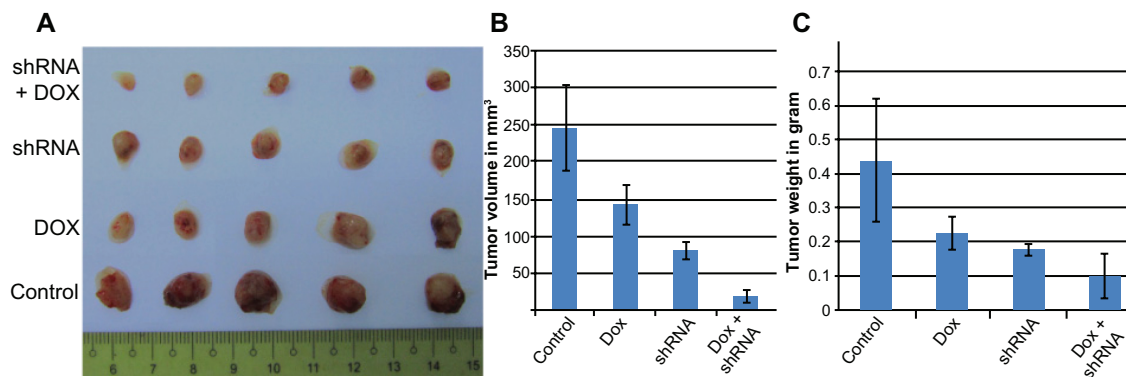 A
shRNA
+ DOX
shRNA
DOX
Control
6 7 8 9 10 11 12 13 14 15
B
Tumor volume in mm³
350
300
250
200
150
100
50
Control
Dox
shRNA
Dox +
shRNA
C
Tumor weight in gram
0.7
0.6
0.5
0.4
0.3
0.2
0.1
0
Control
Dox
shRNA
Dox +
shRNA